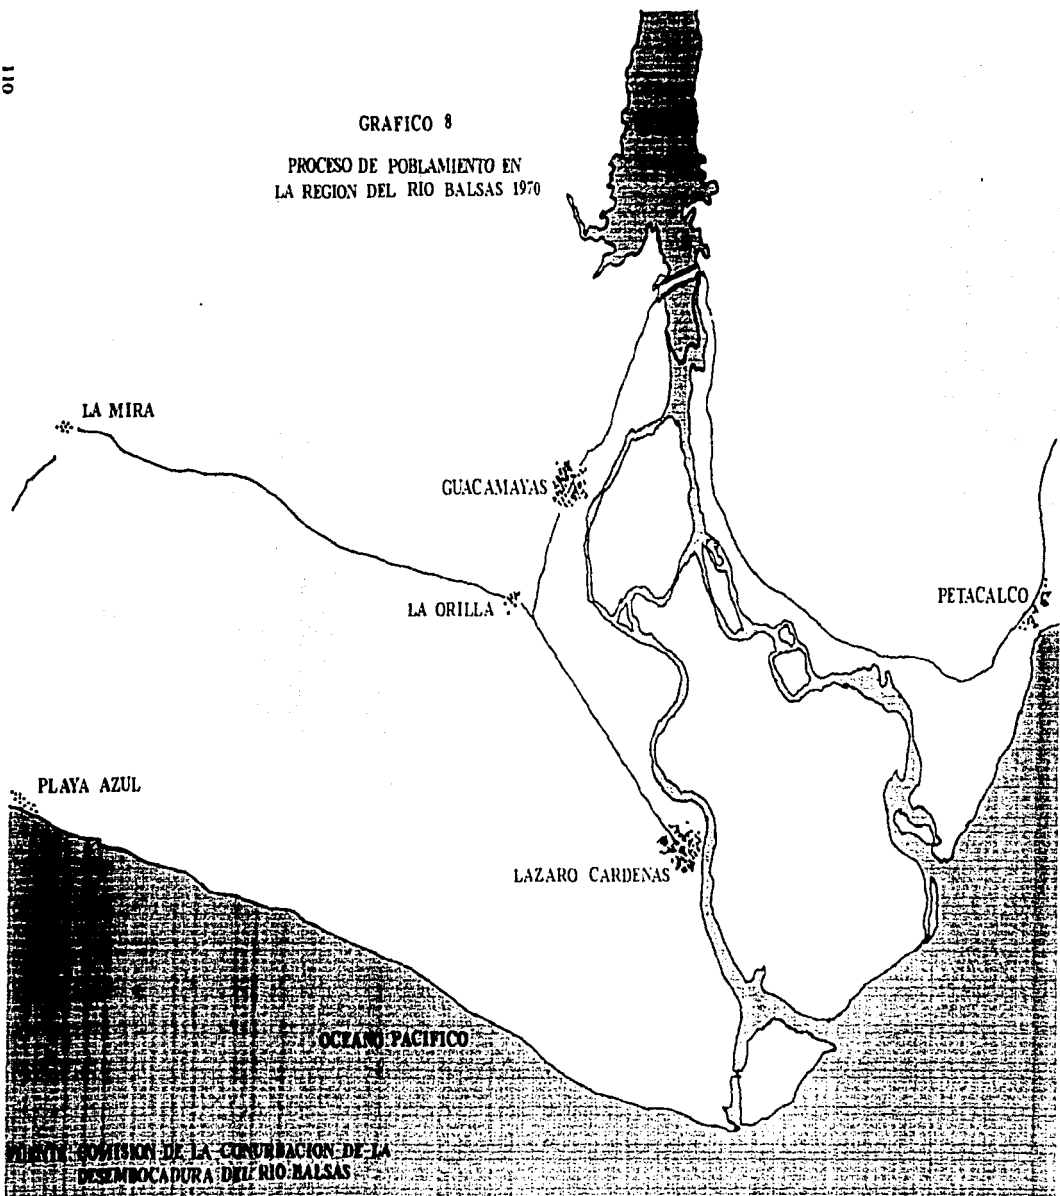 110
GRAFICO 8
PROCESO DE POBLAMIENTO EN
LA REGION DEL RIO BALSAS 1970
LA MIRA
GUACAMAYAS
LA ORILLA
PETACALCO
PLAYA AZUL
LAZARO CARDENAS
OCEANO PACIFICO
FUENTE: COMISION DE LA CONURBACION DE LA
DESEMBOCADURA DEL RIO BALSAS